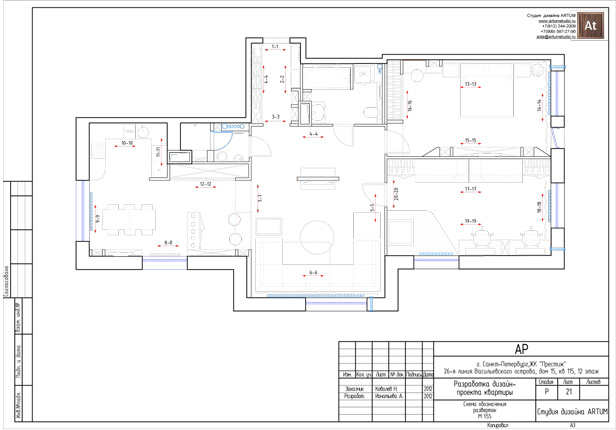 Студия дизайна ARTUM
www.artumstudio.ru
+7(812) 244-2009
+7(909) 587-27-90
aida@artumstudio.ru
At
1-1
4-4
2-2
3-3
4-4
13-13
14-14
16-16
15-15
10-10
11-11
12-12
9-9
8-8
7-7
5-5
6-6
20-20
17-17
18-18
19-19
Согласовано
Взам. инв.№
Подп. и дата
Инв.№подл
АР
г. Санкт-Петербург,ЖК "Престиж"
26-я линия Васильевского острова, дом 15, кв 115, 12 этаж
Изм. Кол. уч. Лист № док. Подпись Дата
Заказчик Ковалев Н. 2012
Разработ. Игнатьева А. 2012
Разработка дизайн-
проекта квартиры
Стадия Лист Листов
Р 21
Схема обозначения
разверток
М 1:55
Студия дизайна ARTUM
Копировал А3